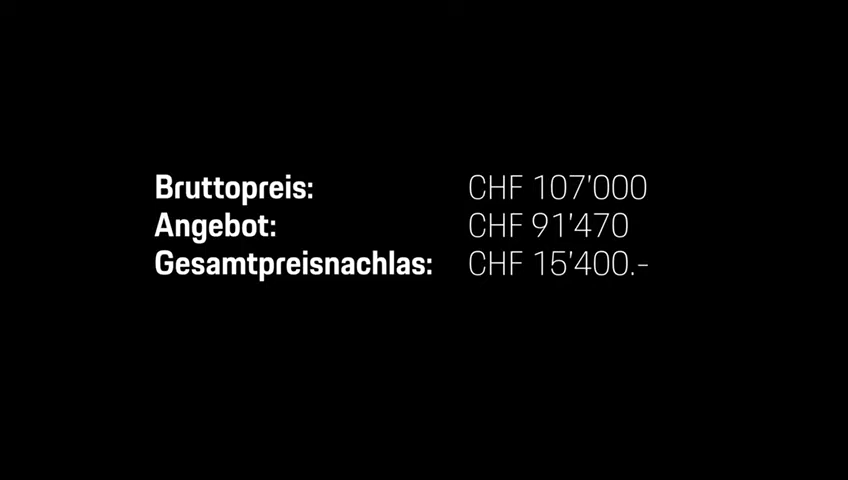 Bruttopreis: CHF 107'000
Angebot: CHF 91'470
Gesamtpreisnachlas: CHF 15'400.-